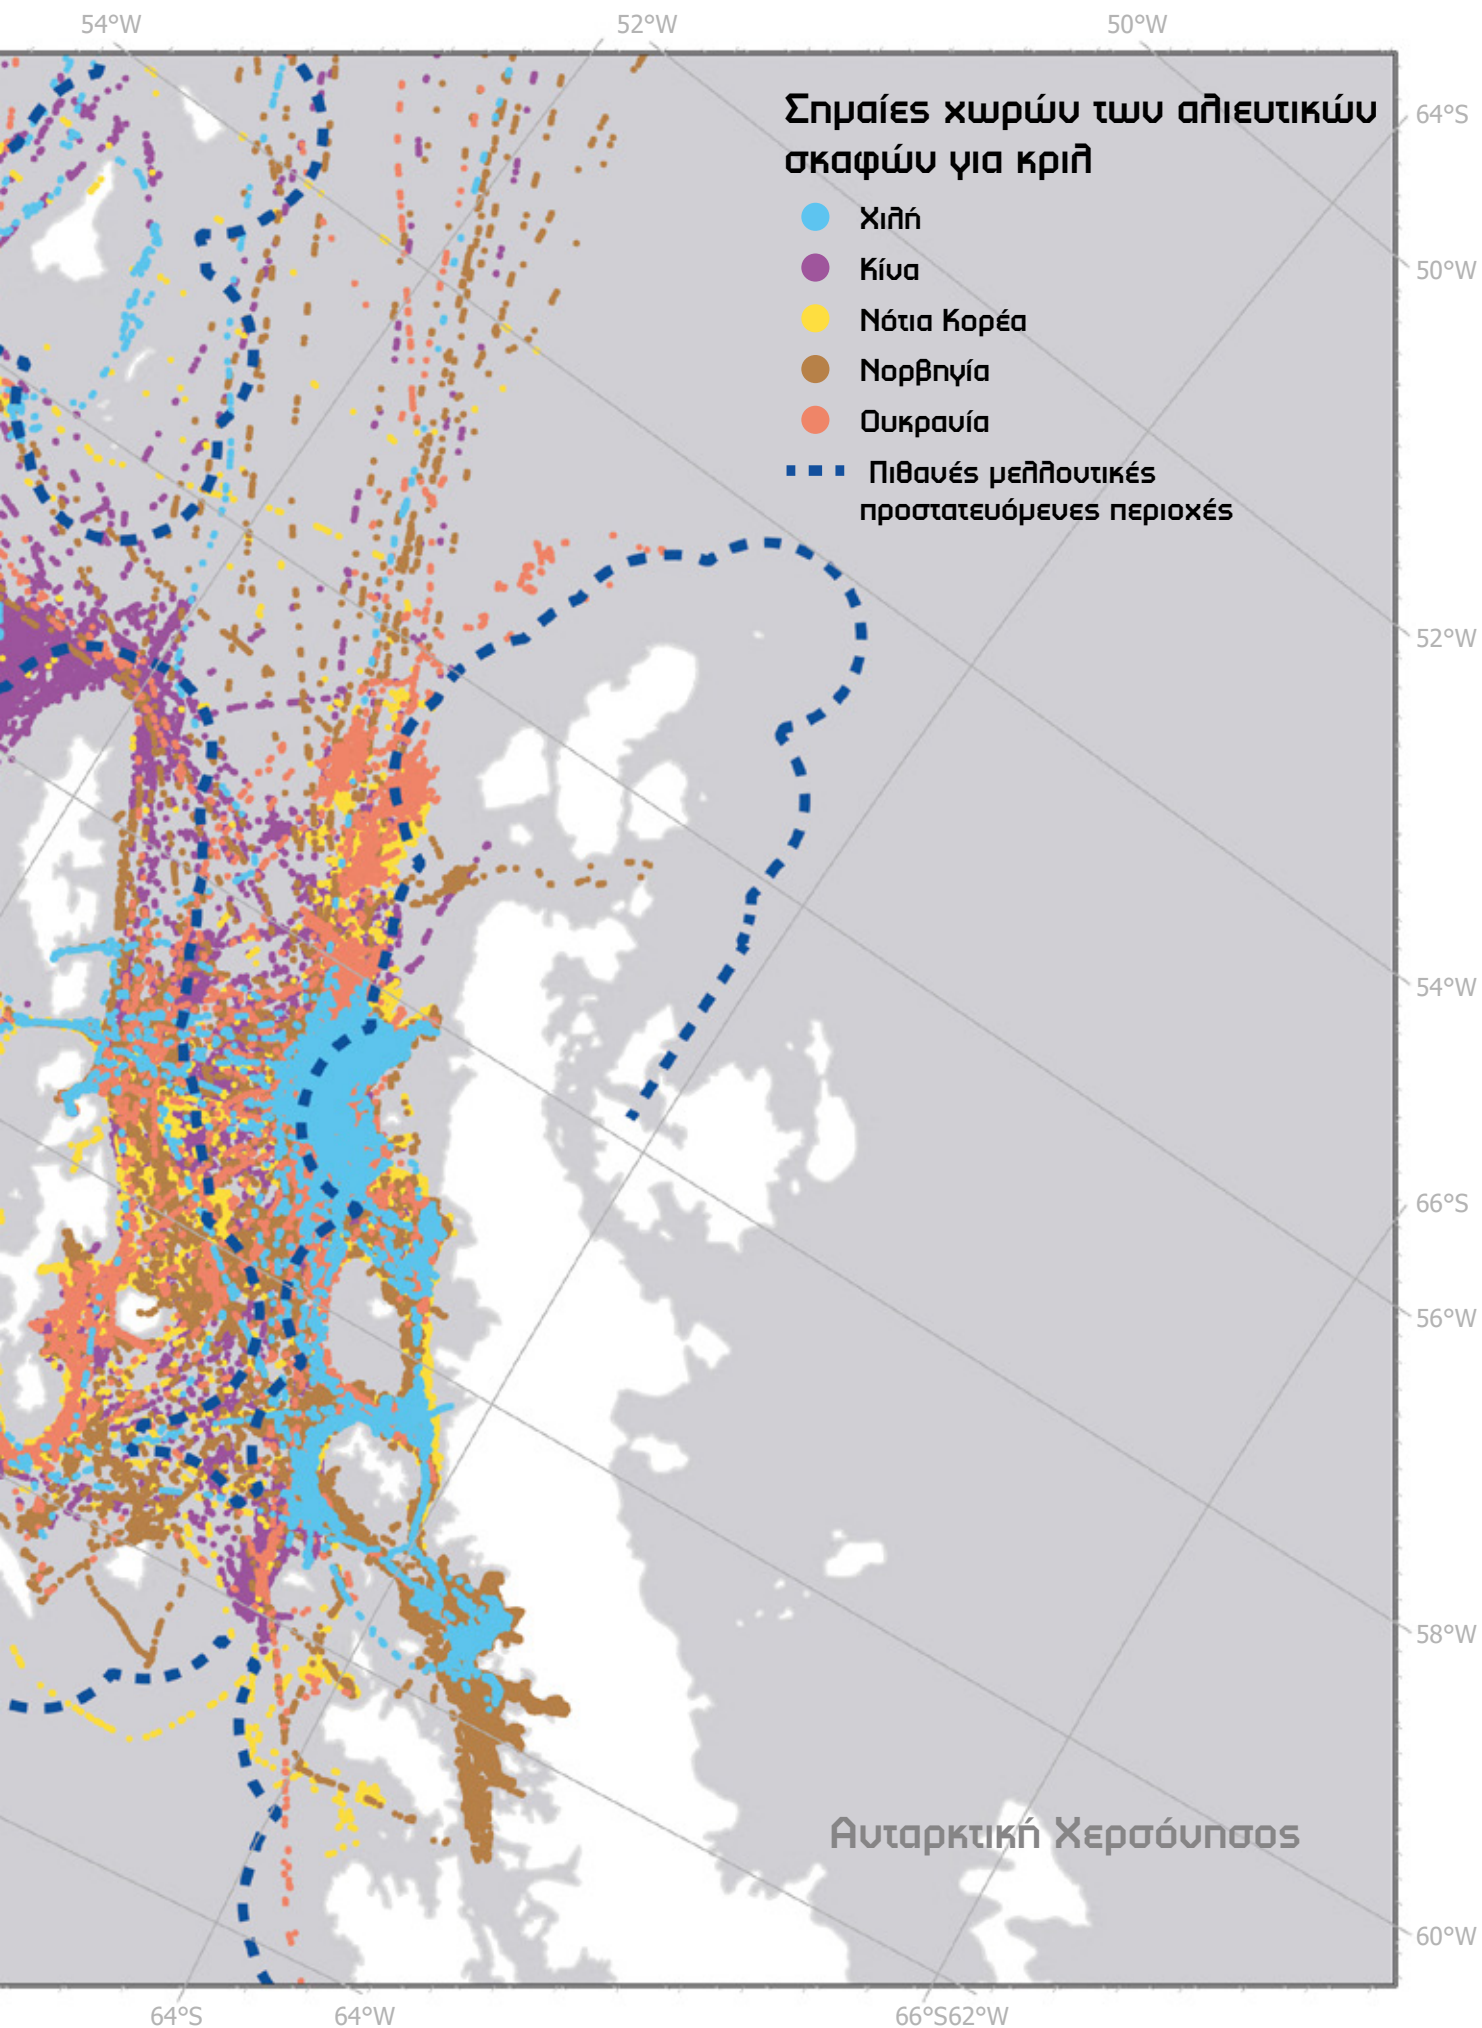 54°W 52°W 50°W
Σημαίες χωρών των αλιευτικών
σκαφών για κριλ
64°S
Χιλή
Κίνα
50°W
Νότια Κορέα
Νορβηγία
Ουκρανία
Πιθανές μελλοντικές
προστατευόμενες περιοχές
52°W
54°W
66°S
56°W
58°W
Ανταρκτική Χερσόνησος
60°W
64°S 64°W 66°S 62°W